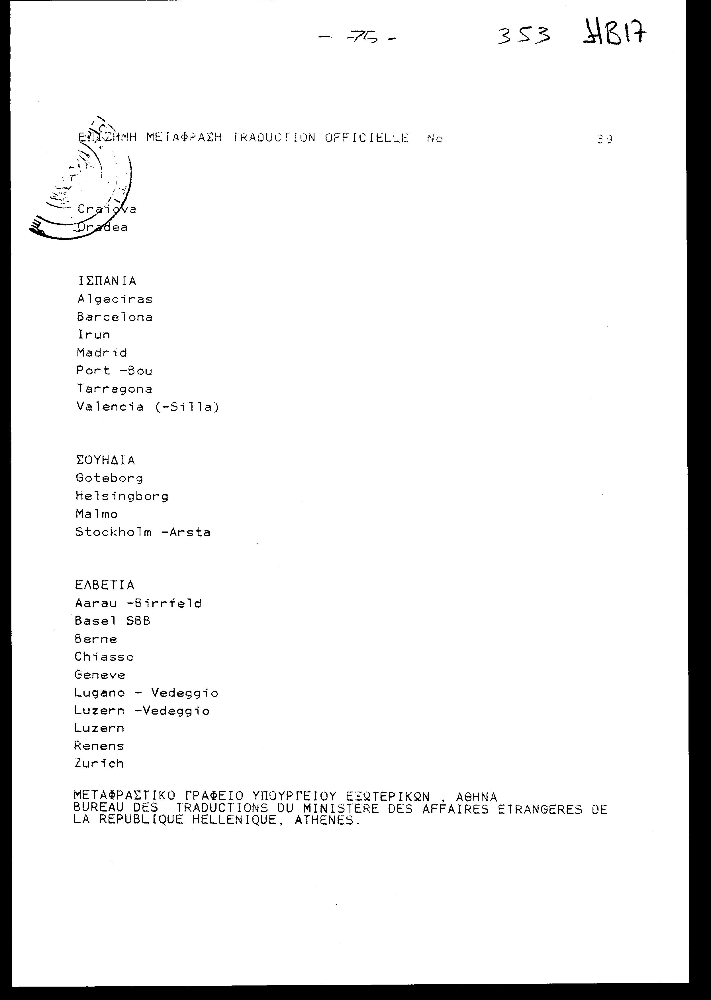 - 75 - 353 HB17
ΕΠΙΣΗΜΗ ΜΕΤΑΦΡΑΣΗ TRADUCTION OFFICIELLE No 39
Craiova
Oradea
ΙΣΠΑΝΙΑ
Algeciras
Barcelona
Irun
Madrid
Port -Bou
Tarragona
Valencia (-Silla)
ΣΟΥΗΔΙΑ
Goteborg
Helsingborg
Malmo
Stockholm -Arsta
ΕΛΒΕΤΙΑ
Aarau -Birrfeld
Basel SBB
Berne
Chiasso
Geneve
Lugano - Vedeggio
Luzern -Vedeggio
Luzern
Renens
Zurich
ΜΕΤΑΦΡΑΣΤΙΚΟ ΓΡΑΦΕΙΟ ΥΠΟΥΡΓΕΙΟΥ ΕΞΩΤΕΡΙΚΩΝ , ΑΘΗΝΑ
BUREAU DES TRADUCTIONS DU MINISTERE DES AFFAIRES ETRANGERES DE
LA REPUBLIQUE HELLENIQUE, ATHENES.